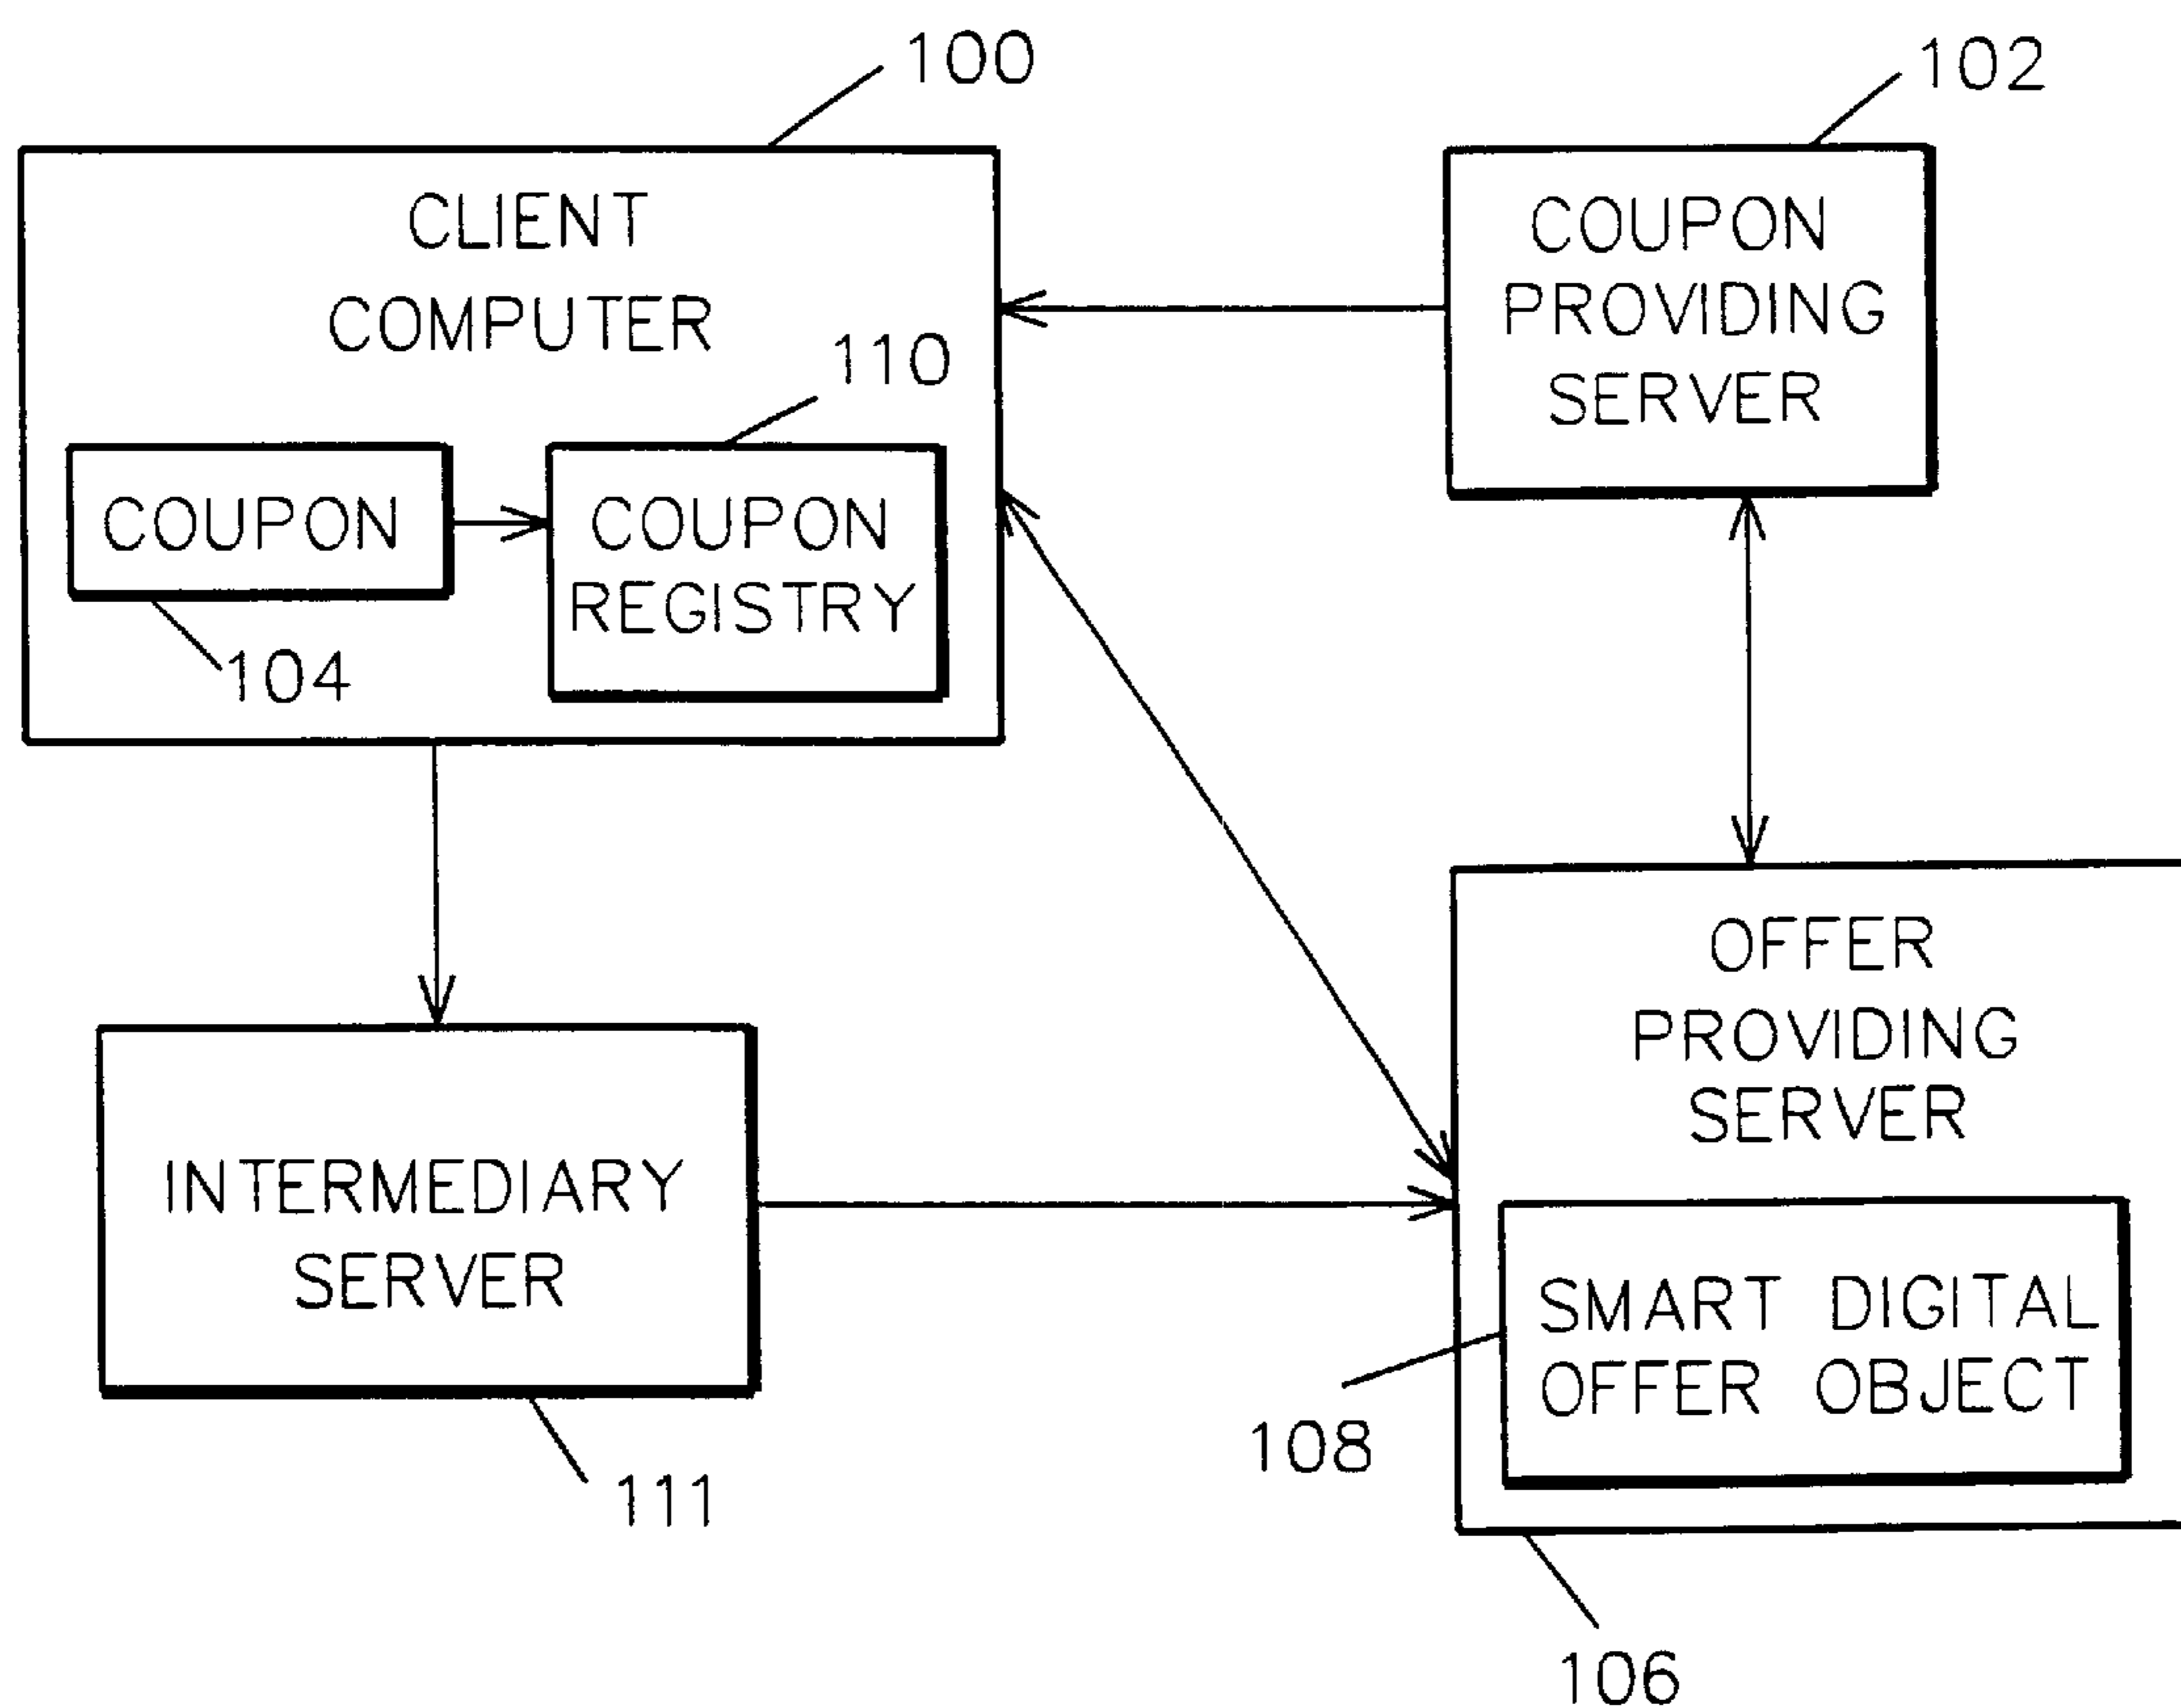 100
102
CLIENT
COMPUTER
COUPON
PROVIDING
SERVER
110
COUPON
COUPON
REGISTRY
104
OFFER
PROVIDING
SERVER
INTERMEDIARY
SERVER
SMART DIGITAL
OFFER OBJECT
108
111
106